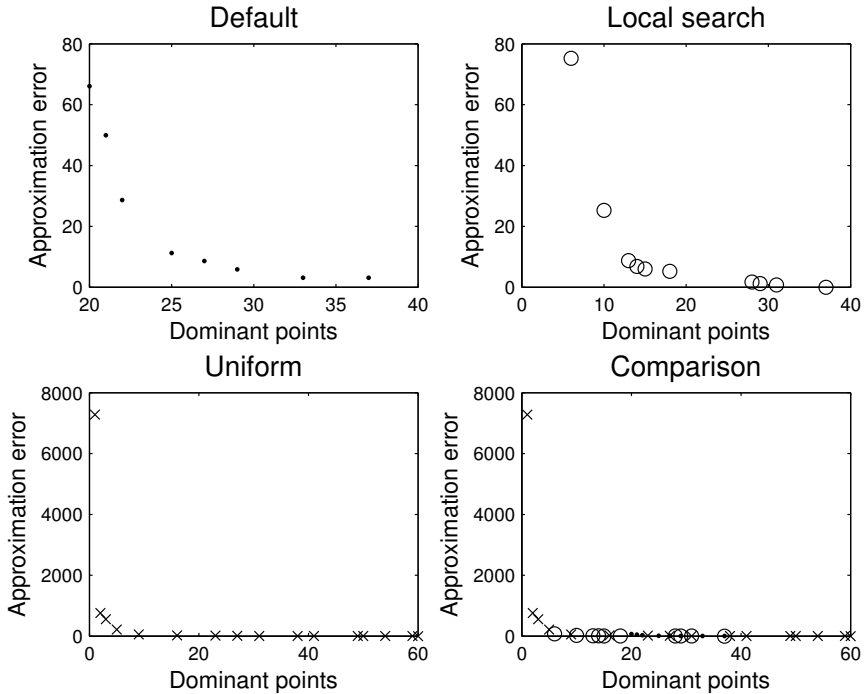 Default
Approximation error
80
60
40
20
0
20 25 30 35 40
Dominant points
Local search
Approximation error
80
60
40
20
0
0 10 20 30 40
Dominant points
Uniform
Approximation error
8000
6000
4000
2000
0
0 20 40 60
Dominant points
Comparison
Approximation error
8000
6000
4000
2000
0
0 20 40 60
Dominant points